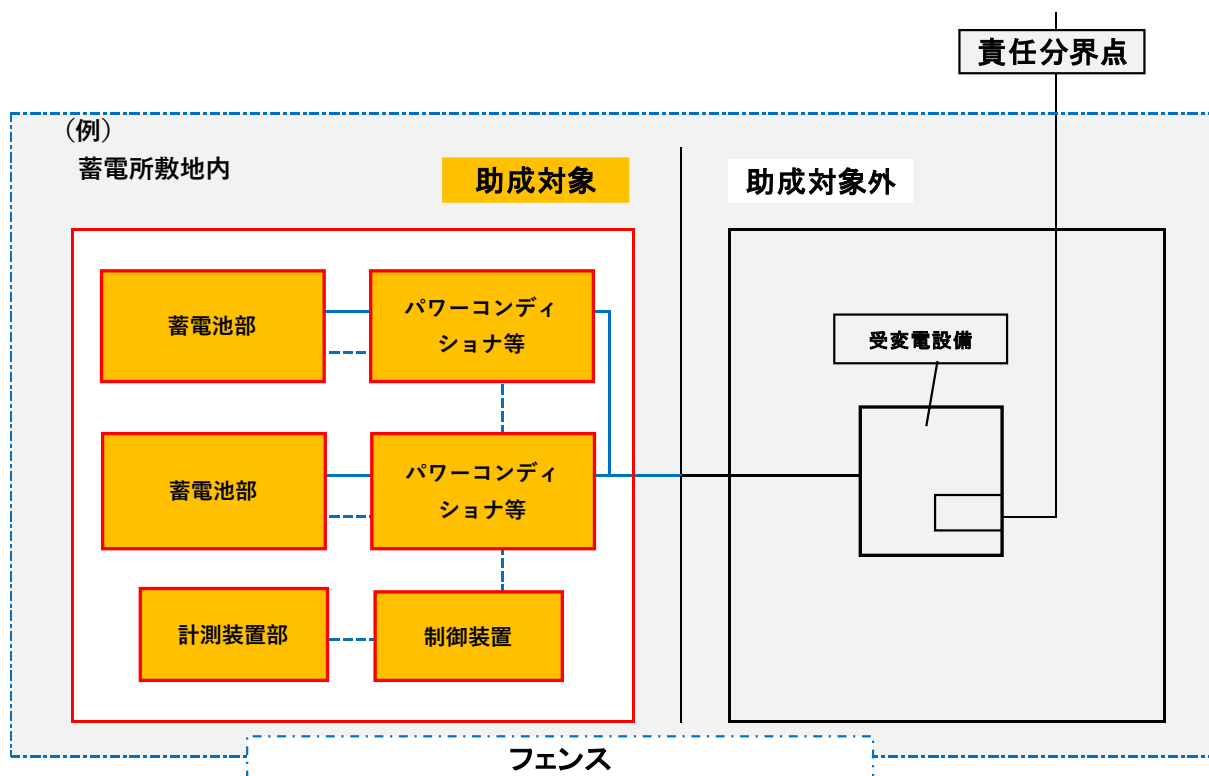 責任分界点
（例）
蓄電所敷地内
助成対象
助成対象外
蓄電池部
パワーコンディ
ショナ等
受変電設備
蓄電池部
パワーコンディ
ショナ等
計測装置部
制御装置
フェンス